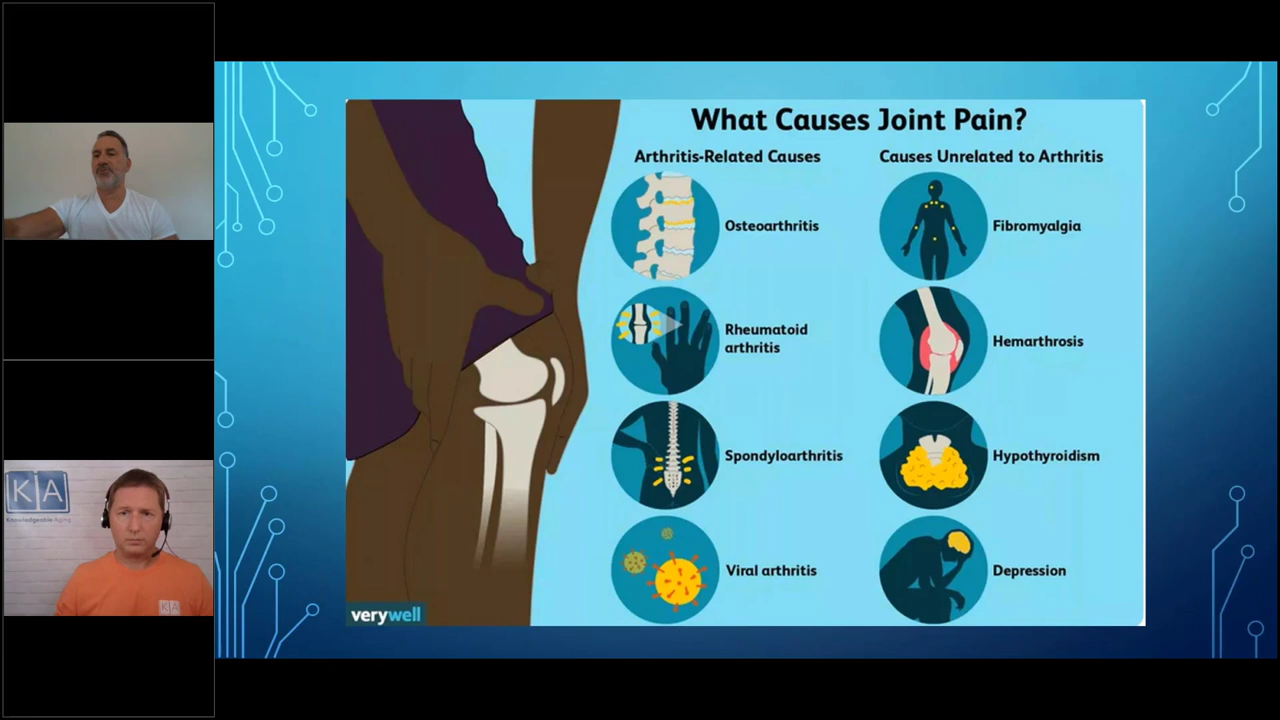 What Causes Joint Pain?
Arthritis-Related Causes
Osteoarthritis
Rheumatoid
arthritis
Spondyloarthritis
Viral arthritis
Causes Unrelated to Arthritis
Fibromyalgia
Hemarthrosis
Hypothyroidism
Depression
verywell
KA
Knowledgeable Aging
KA